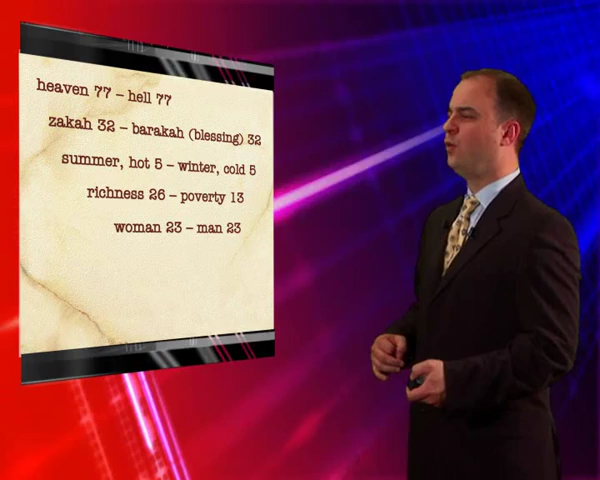 heaven 77 – hell 77
zakah 32 – barakah (blessing) 32
summer, hot 5 – winter, cold 5
richness 26 – poverty 13
woman 23 – man 23